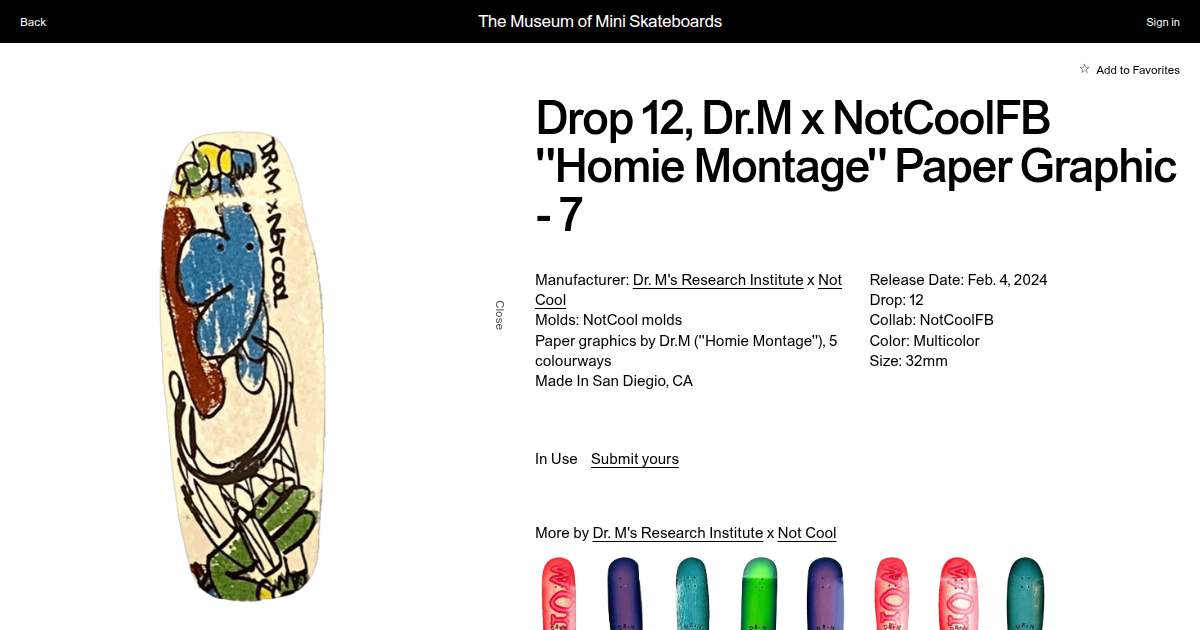 Back
The Museum of Mini Skateboards
Sign in
☆ Add to Favorites
Drop 12, Dr.M x NotCoolFB
"Homie Montage" Paper Graphic
- 7
Manufacturer: Dr. M's Research Institute x Not
Cool
Molds: NotCool molds
Paper graphics by Dr.M ("Homie Montage"), 5
colourways
Made In San Diegio, CA
Release Date: Feb. 4, 2024
Drop: 12
Collab: NotCoolFB
Color: Multicolor
Size: 32mm
Close
DR.M x NOT COOL
In Use Submit yours
More by Dr. M's Research Institute x Not Cool